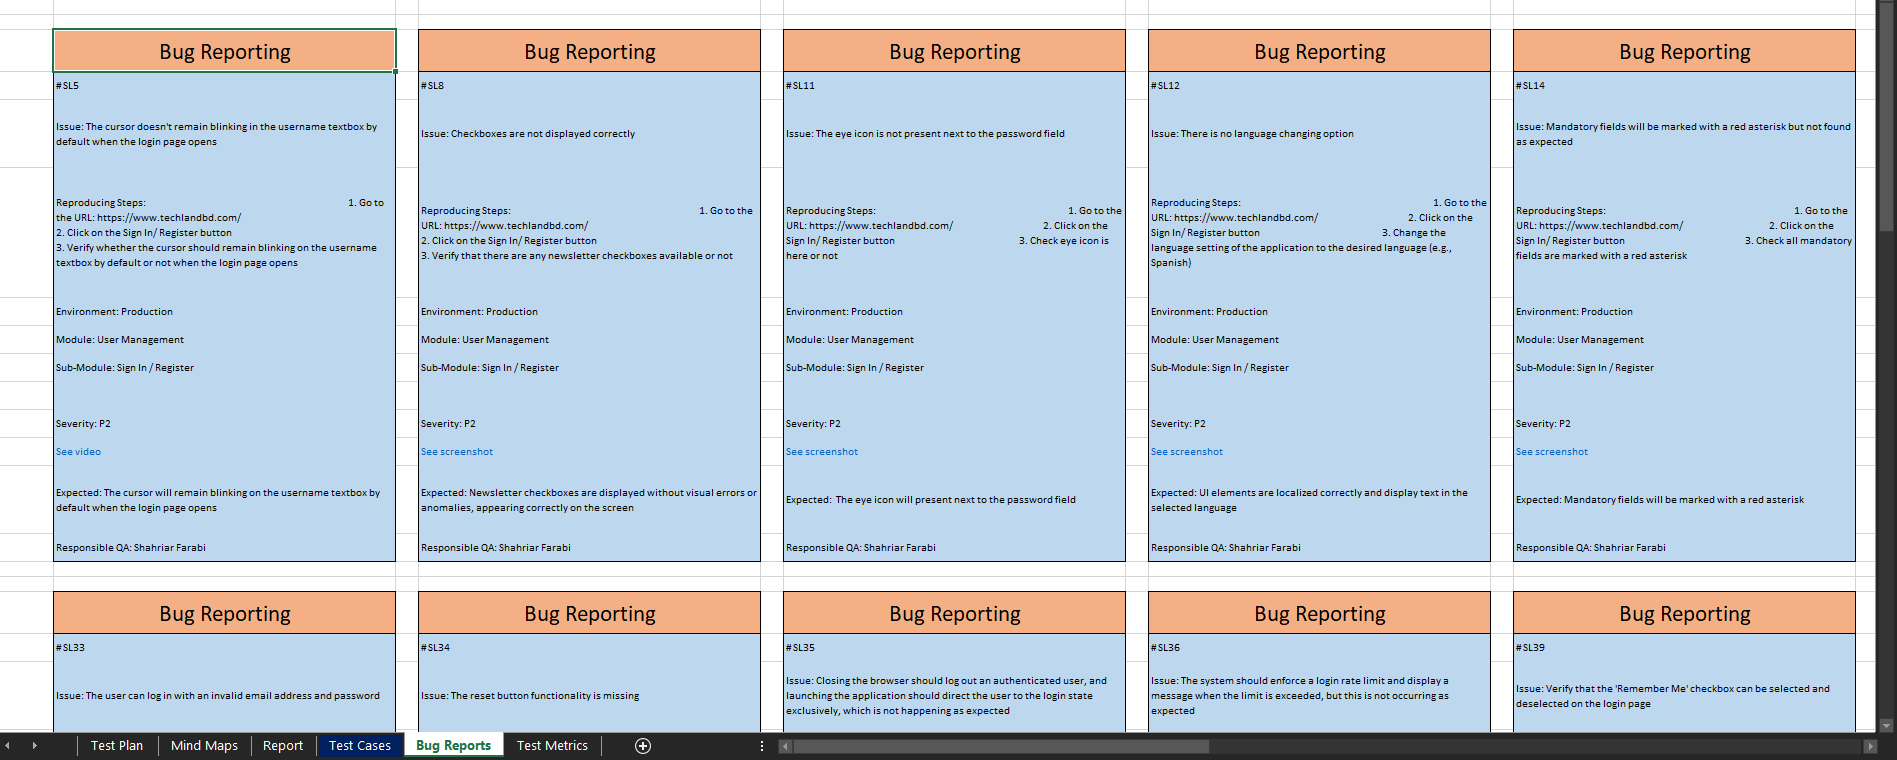 Bug Reporting
#SL5
Issue: The cursor doesn't remain blinking in the username textbox by
default when the login page opens
Reproducing Steps: 1. Go to
the URL: https://www.techlandbd.com/
2. Click on the Sign In/ Register button
3. Verify whether the cursor should remain blinking on the username
textbox by default or not when the login page opens
Environment: Production
Module: User Management
Sub-Module: Sign In / Register
Severity: P2
See video
Expected: The cursor will remain blinking on the username textbox by
default when the login page opens
Responsible QA: Shahriar Farabi
Bug Reporting
#SL8
Issue: Checkboxes are not displayed correctly
Reproducing Steps: 1. Go to the
URL: https://www.techlandbd.com/
2. Click on the Sign In/ Register button
3. Verify that there are any newsletter checkboxes available or not
Environment: Production
Module: User Management
Sub-Module: Sign In / Register
Severity: P2
See screenshot
Expected: Newsletter checkboxes are displayed without visual errors or
anomalies, appearing correctly on the screen
Responsible QA: Shahriar Farabi
Bug Reporting
#SL11
Issue: The eye icon is not present next to the password field
Reproducing Steps: 1. Go to the
URL: https://www.techlandbd.com/ 2. Click on the
Sign In/ Register button 3. Check eye icon is
here or not
Environment: Production
Module: User Management
Sub-Module: Sign In / Register
Severity: P2
See screenshot
Expected: The eye icon will present next to the password field
Responsible QA: Shahriar Farabi
Bug Reporting
#SL12
Issue: There is no language changing option
Reproducing Steps: 1. Go to the
URL: https://www.techlandbd.com/ 2. Click on the
Sign In/ Register button 3. Change the
language setting of the application to the desired language (e.g.,
Spanish)
Environment: Production
Module: User Management
Sub-Module: Sign In / Register
Severity: P2
See screenshot
Expected: UI elements are localized correctly and display text in the
selected language
Responsible QA: Shahriar Farabi
Bug Reporting
#SL14
Issue: Mandatory fields will be marked with a red asterisk but not found
as expected
Reproducing Steps: 1. Go to the
URL: https://www.techlandbd.com/ 2. Click on the
Sign In/ Register button 3. Check all mandatory
fields are marked with a red asterisk
Environment: Production
Module: User Management
Sub-Module: Sign In / Register
Severity: P2
See screenshot
Expected: Mandatory fields will be marked with a red asterisk
Responsible QA: Shahriar Farabi
Bug Reporting
#SL33
Issue: The user can log in with an invalid email address and password
Bug Reporting
#SL34
Issue: The reset button functionality is missing
Bug Reporting
#SL35
Issue: Closing the browser should log out an authenticated user, and
launching the application should direct the user to the login state
exclusively, which is not happening as expected
Bug Reporting
#SL36
Issue: The system should enforce a login rate limit and display a
message when the limit is exceeded, but this is not occurring as
expected
Bug Reporting
#SL39
Issue: Verify that the 'Remember Me' checkbox can be selected and
deselected on the login page
Test Plan Mind Maps Report Test Cases Bug Reports Test Metrics